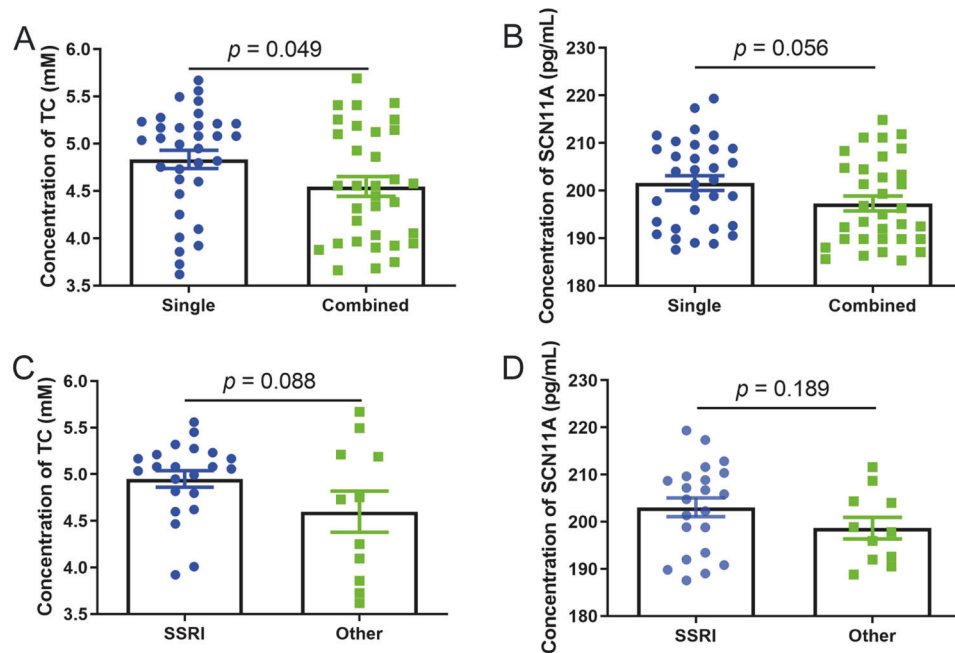 A
Concentration of TC (mM)
6.0
5.5
5.0
4.5
4.0
3.5
p = 0.049
Single
Combined
B
Concentration of SCN11A (pg/mL)
230
220
210
200
190
180
p = 0.056
Single
Combined
C
Concentration of TC (mM)
6.0
5.5
5.0
4.5
4.0
3.5
p = 0.088
SSRI
Other
D
Concentration of SCN11A (pg/mL)
230
220
210
200
190
180
p = 0.189
SSRI
Other